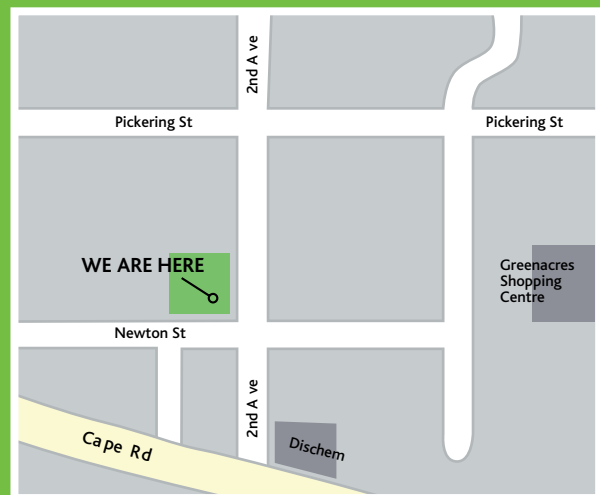 2nd A ve
Pickering St
Pickering St
WE ARE HERE
Greenacres
Shopping
Centre
Newton St
2nd A ve
Cape Rd
Dischem